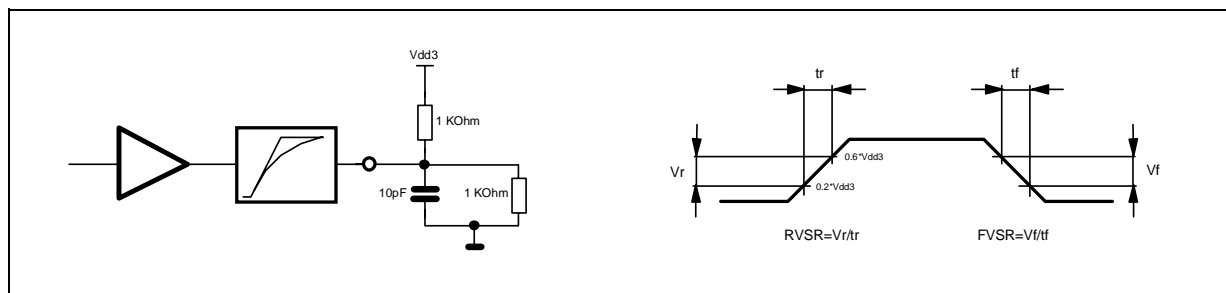 Vdd3
1 KOhm
10pF
1 KOhm
tr
tf
Vr
0.6*Vdd3
0.2*Vdd3
Vf
RVSR=Vr/tr
FVSR=Vf/tf